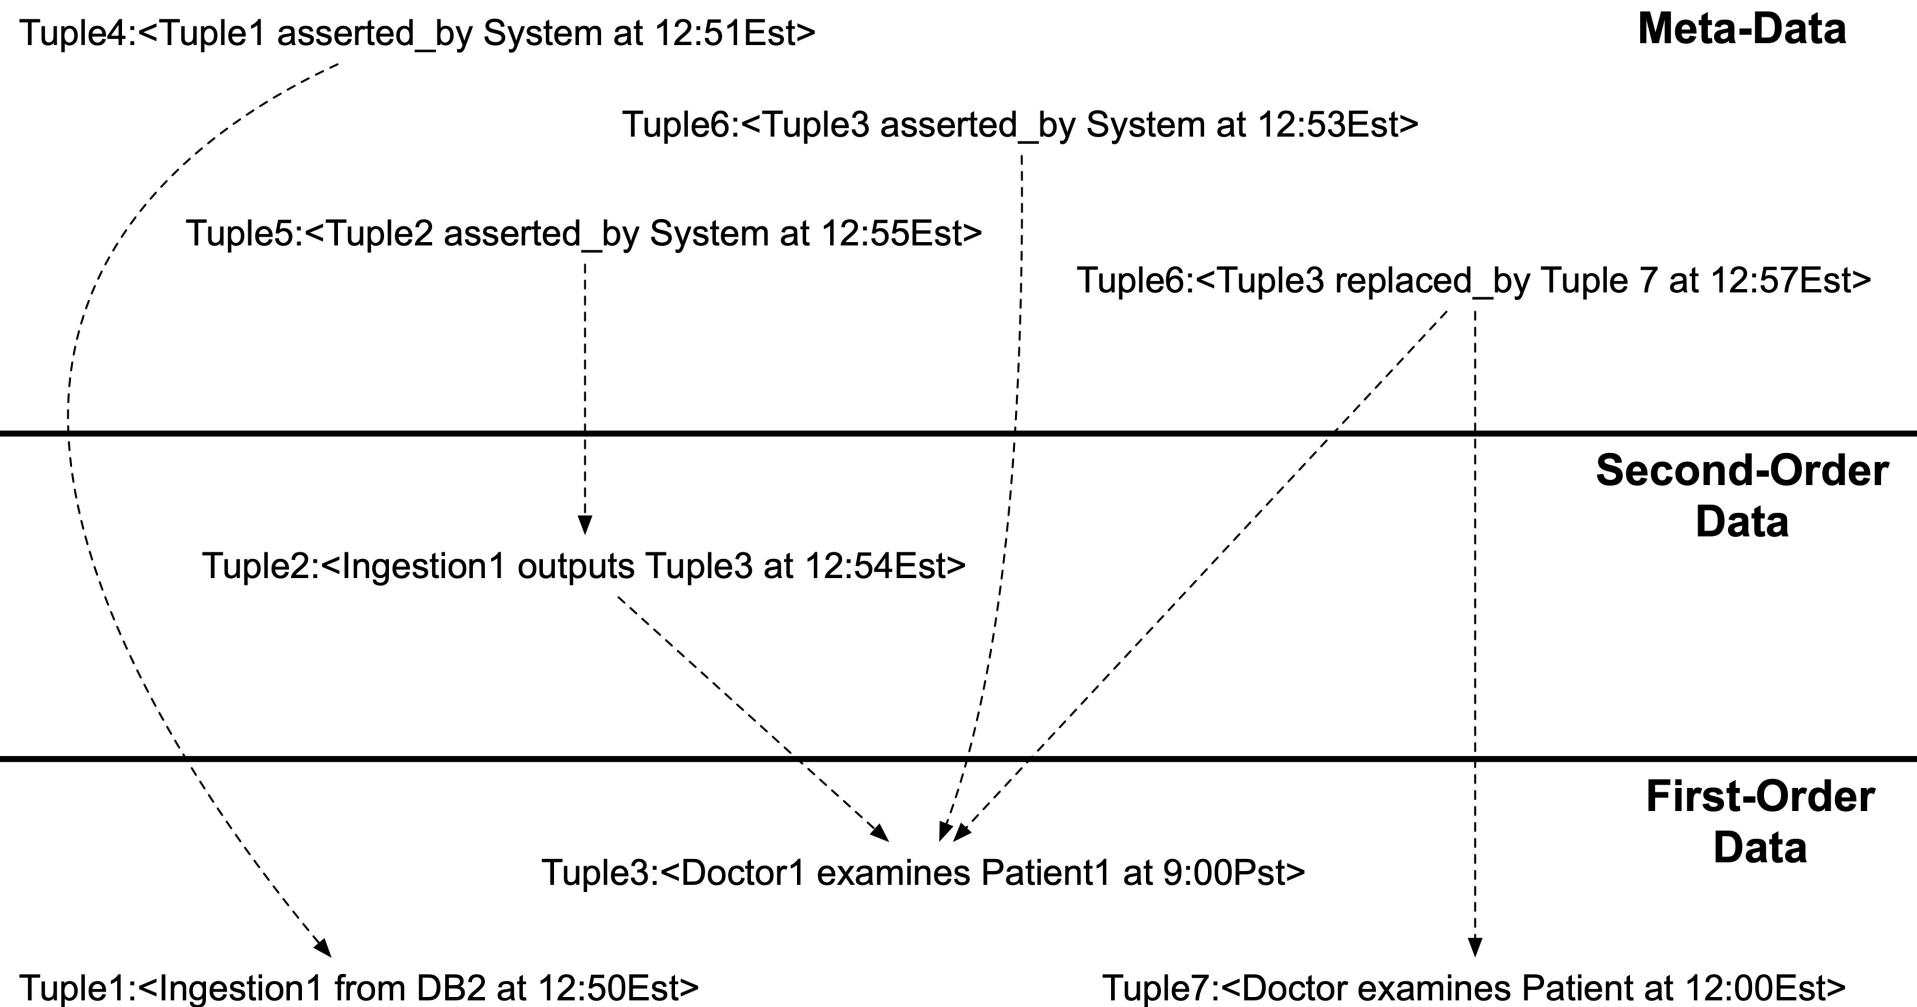 Tuple4:<Tuple1 asserted_by System at 12:51Est>
Meta-Data
Tuple6:<Tuple3 asserted_by System at 12:53Est>
Tuple5:<Tuple2 asserted_by System at 12:55Est>
Tuple6:<Tuple3 replaced_by Tuple 7 at 12:57Est>
Second-Order
Data
Tuple2:<Ingestion1 outputs Tuple3 at 12:54Est>
First-Order
Data
Tuple3:<Doctor1 examines Patient1 at 9:00Pst>
Tuple1:<Ingestion1 from DB2 at 12:50Est>
Tuple7:<Doctor examines Patient at 12:00Est>